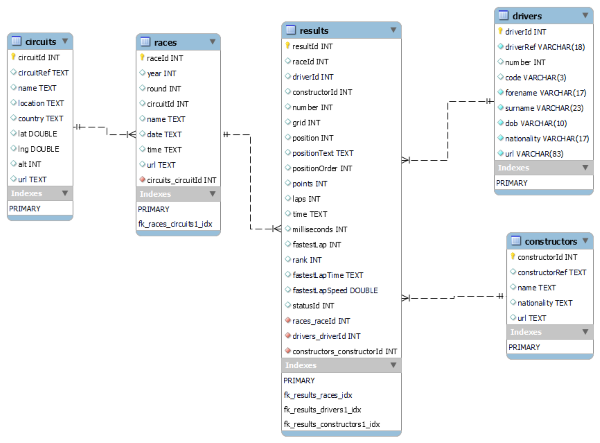 circuits
circuitId INT
circuitRef TEXT
name TEXT
location TEXT
country TEXT
lat DOUBLE
lng DOUBLE
alt INT
url TEXT
Indexes
PRIMARY
races
raceId INT
year INT
round INT
circuitId INT
name TEXT
date TEXT
time TEXT
url TEXT
circuits_circuitId INT
Indexes
PRIMARY
fk_races_circuits1_idx
results
resultId INT
raceId INT
driverId INT
constructorId INT
number INT
grid INT
position INT
positionText TEXT
positionOrder INT
points INT
laps INT
time TEXT
milliseconds INT
fastestLap INT
rank INT
fastestLapTime TEXT
fastestLapSpeed DOUBLE
statusId INT
races_raceId INT
drivers_driverId INT
constructors_constructorId INT
Indexes
PRIMARY
fk_results_races_idx
fk_results_drivers1_idx
fk_results_constructors1_idx
drivers
driverId INT
driverRef VARCHAR(18)
number INT
code VARCHAR(3)
forename VARCHAR(17)
surname VARCHAR(23)
dob VARCHAR(10)
nationality VARCHAR(17)
url VARCHAR(83)
Indexes
PRIMARY
constructors
constructorId INT
constructorRef TEXT
name TEXT
nationality TEXT
url TEXT
Indexes
PRIMARY